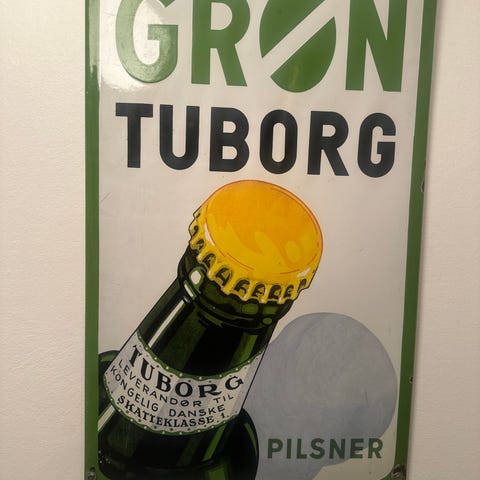 GRØN
TUBORG
TUBORG
LEVERANDØR TIL
KONGELIG DANSKE
SKATTEKLASSE 1.
PILSNER